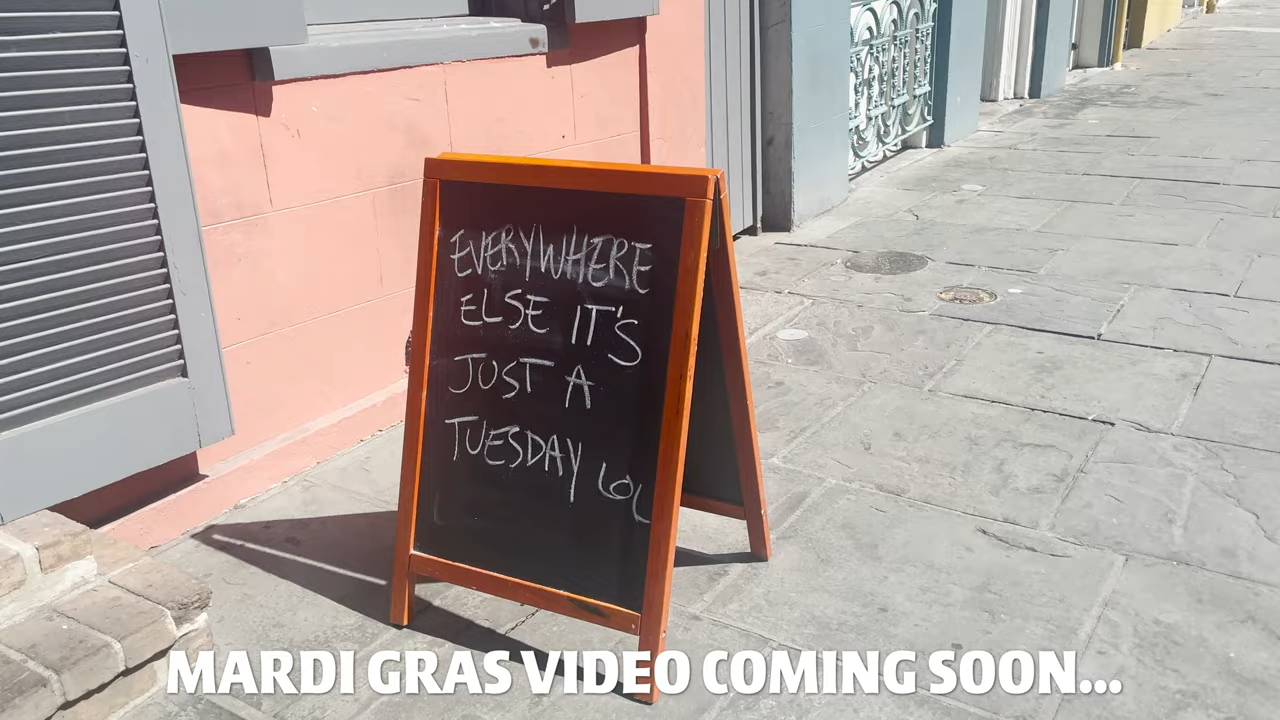 EVERYWHERE
ELSE IT'S
JUST A
TUESDAY LOL
MARDI GRAS VIDEO COMING SOON...